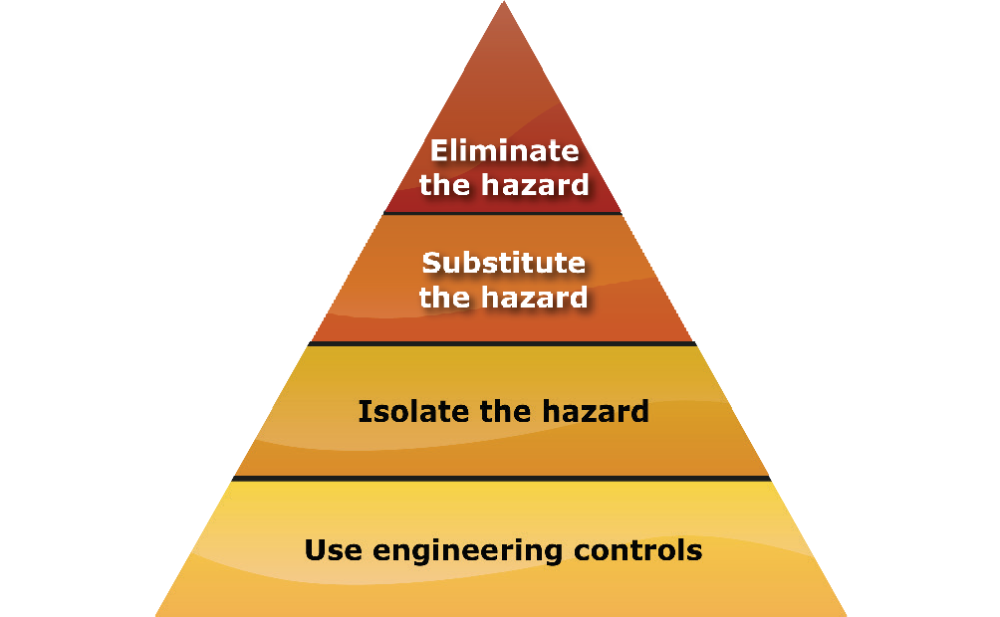 Eliminate
the hazard
Substitute
the hazard
Isolate the hazard
Use engineering controls